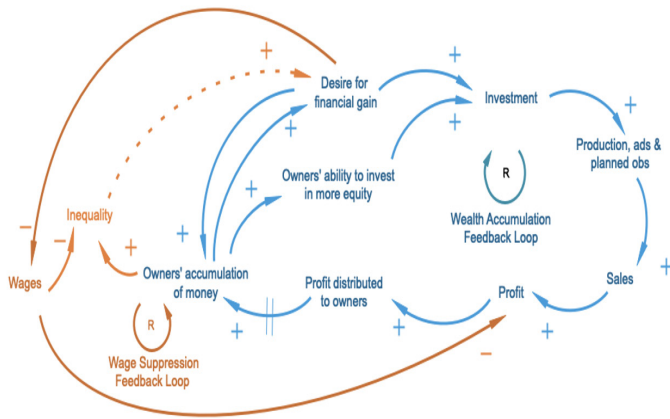 +
+
Desire for
financial gain
Investment
+
+
+
Production, ads &
planned obs
Owners' ability to invest
in more equity
R
+
Inequality
Wealth Accumulation
Feedback Loop
−
−
+
+
Wages
Owners' accumulation
of money
Profit distributed
to owners
Profit
Sales
+
R
+
+
+
−
Wage Suppression
Feedback Loop